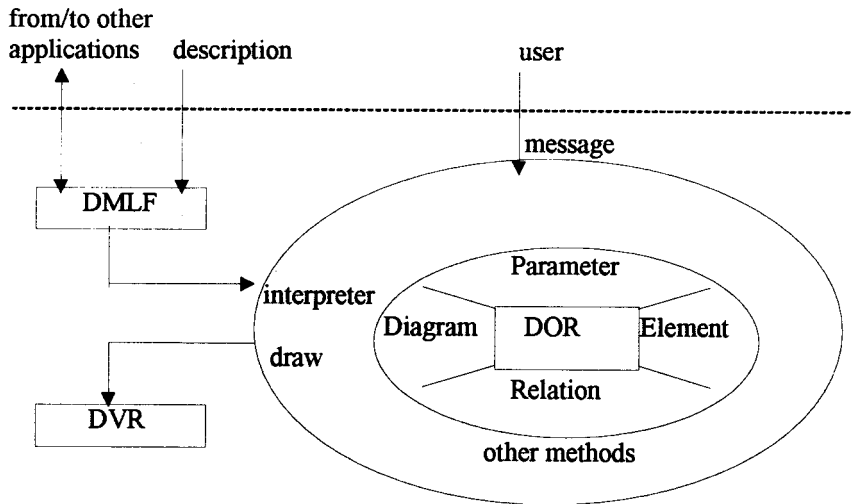 from/to other
applications
description
user
message
DMLF
Parameter
interpreter
Diagram
DOR
Element
draw
Relation
DVR
other methods